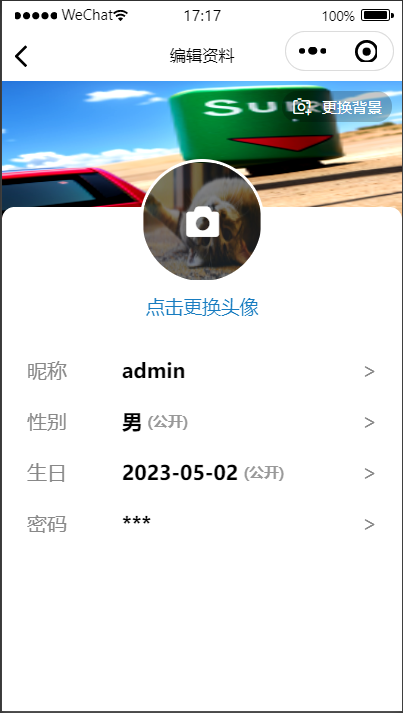 WeChat 17:17 100%
编辑资料
更换背景
点击更换头像
昵称 admin >
性别 男 (公开) >
生日 2023-05-02 (公开) >
密码 *** >